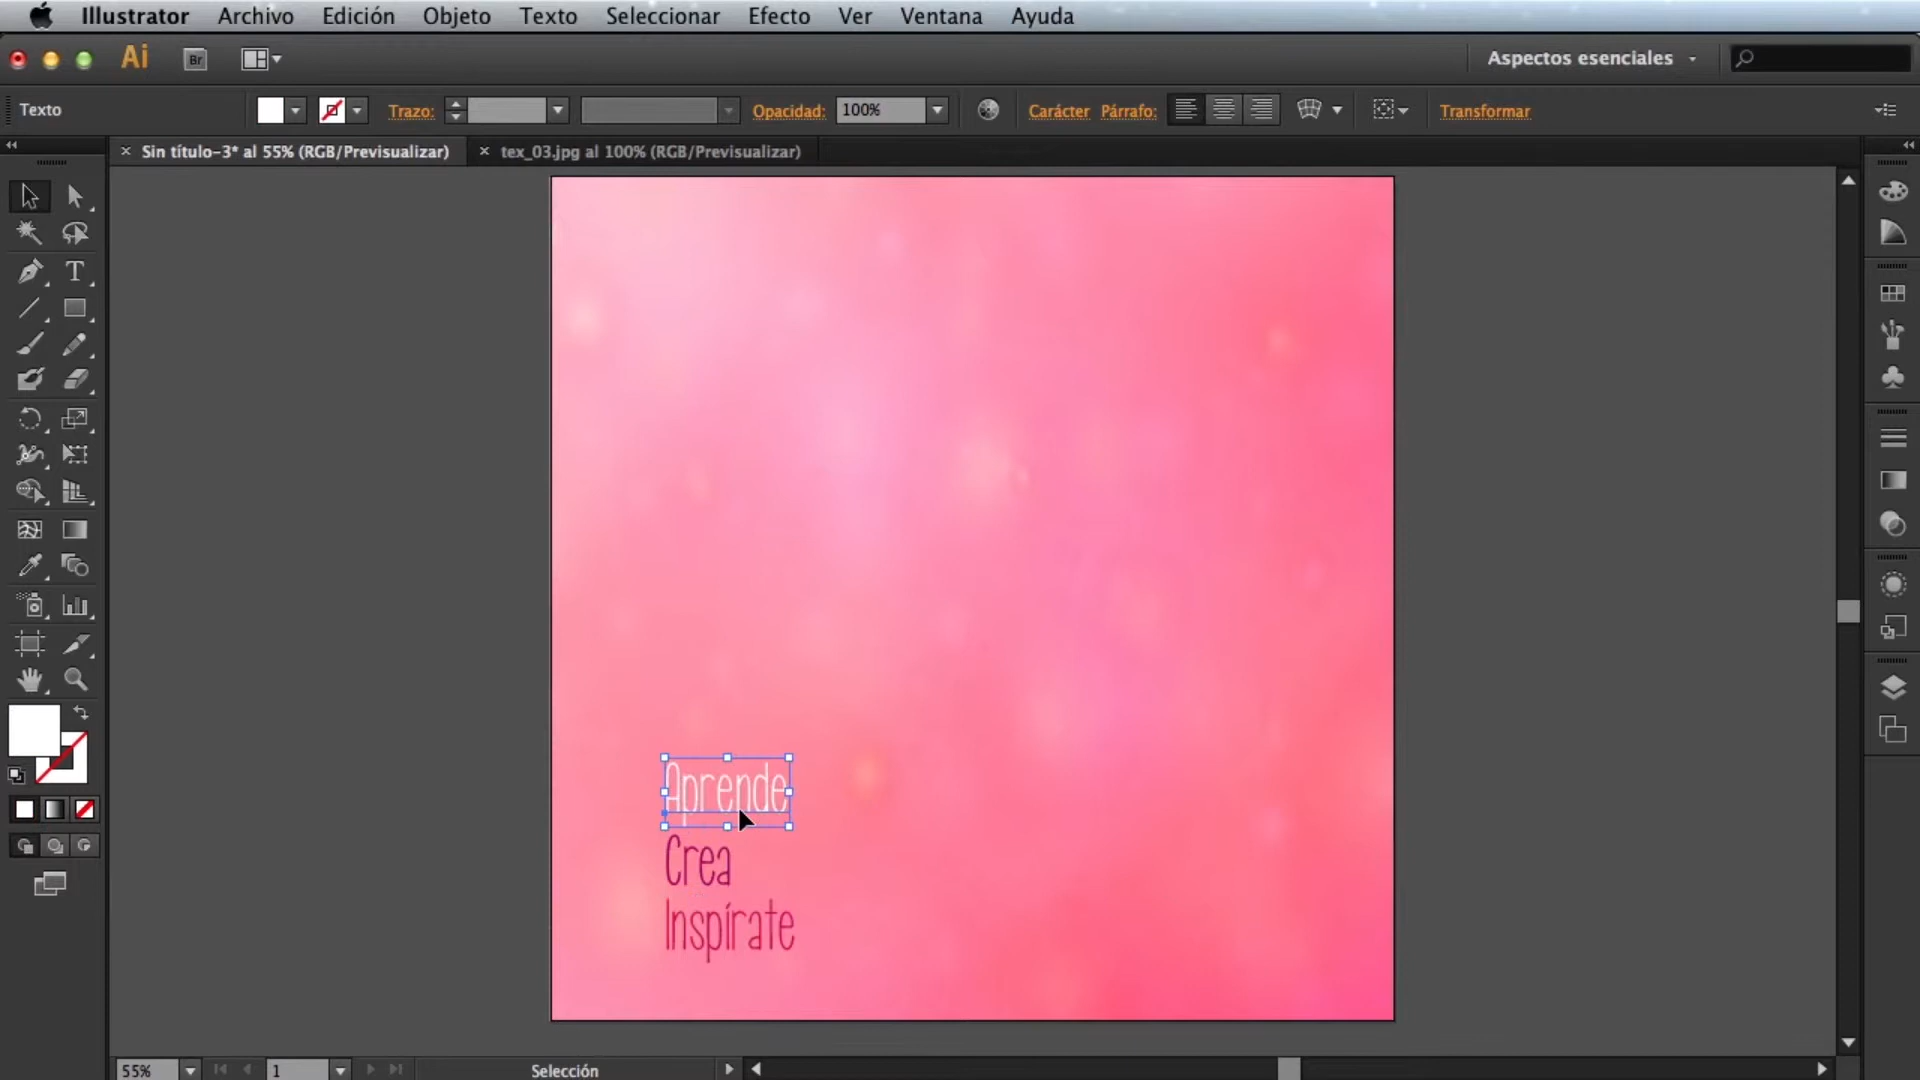 Illustrator Archivo Edición Objeto Texto Seleccionar Efecto Ver Ventana Ayuda
Ai Br Aspectos esenciales
Texto Trazo: Opacidad: 100% Carácter Párrafo: Transformar
Sin título-3* al 55% (RGB/Previsualizar) tex_03.jpg al 100% (RGB/Previsualizar)
T
Aprende
Crea
Inspírate
55% 1 Selección